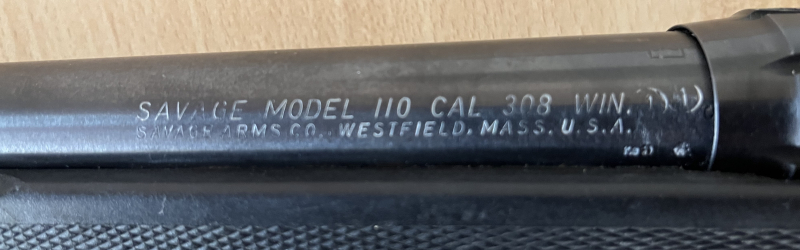 SAVAGE MODEL 110 CAL 308 WIN.
SAVAGE ARMS CO. WESTFIELD, MASS. U.S.A.